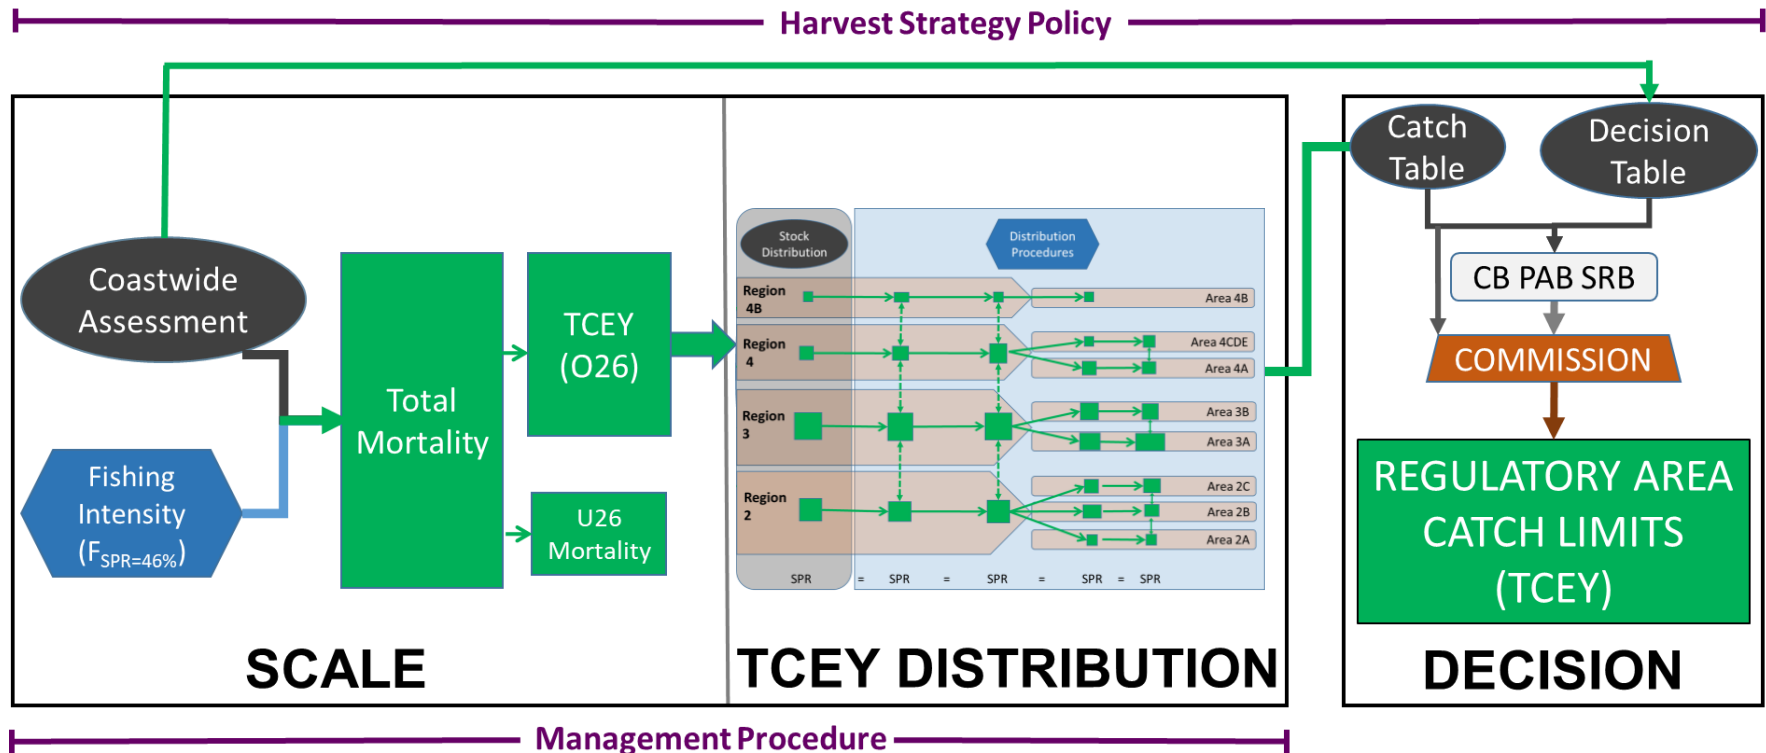 Harvest Strategy Policy
Coastwide
Assessment
Fishing
Intensity
(FSPR=46%)
Total
Mortality
TCEY
(O26)
U26
Mortality
SCALE
Stock
Distribution
Distribution
Procedures
Region
4B
Area 4B
Region
4
Area 4CDE
Area 4A
Region
3
Area 3B
Area 3A
Region
2
Area 2C
Area 2B
Area 2A
SPR = SPR = SPR = SPR = SPR
TCEY DISTRIBUTION
Catch
Table
Decision
Table
CB PAB SRB
COMMISSION
REGULATORY AREA
CATCH LIMITS
(TCEY)
DECISION
Management Procedure